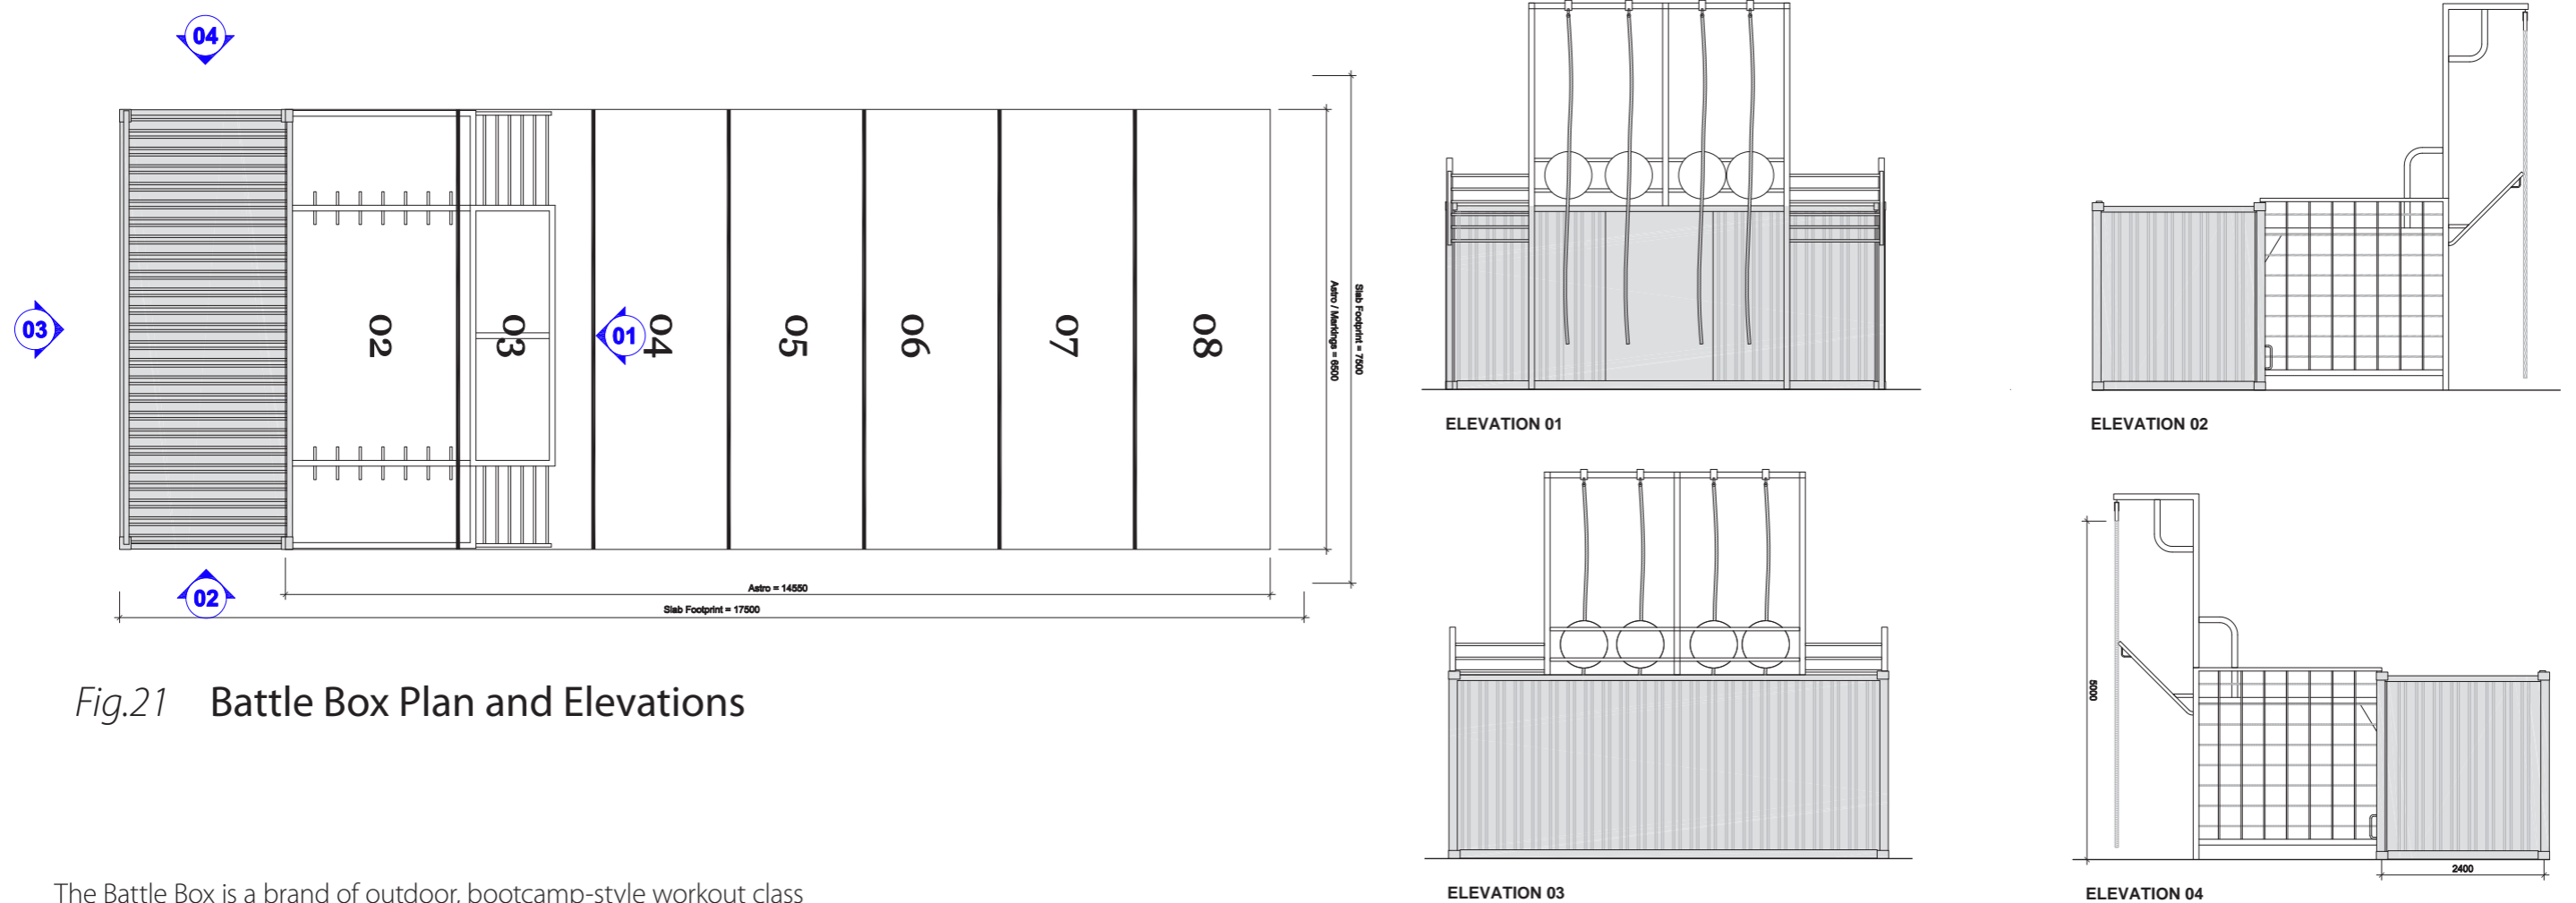 04
03
02
03
01
04
05
06
07
08
Astro / Markings = 6500
Slab Footprint = 7500
02
Astro = 14550
Slab Footprint = 17500
Fig.21 Battle Box Plan and Elevations
The Battle Box is a brand of outdoor, bootcamp-style workout class
ELEVATION 01
ELEVATION 02
ELEVATION 03
5000
2400
ELEVATION 04